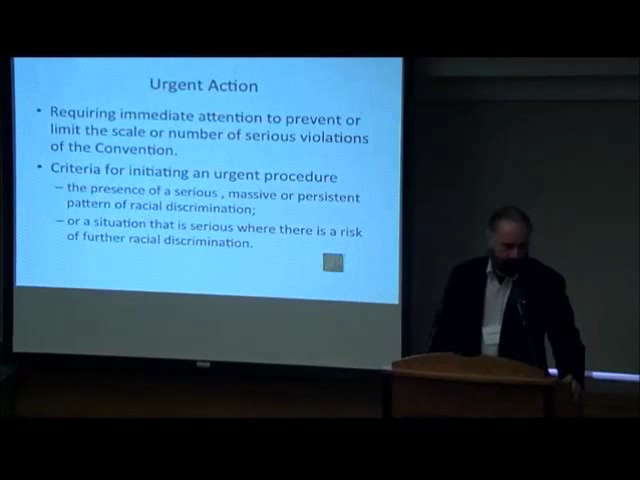 Urgent Action
• Requiring immediate attention to prevent or
limit the scale or number of serious violations
of the Convention.
• Criteria for initiating an urgent procedure
– the presence of a serious , massive or persistent
pattern of racial discrimination;
– or a situation that is serious where there is a risk
of further racial discrimination.